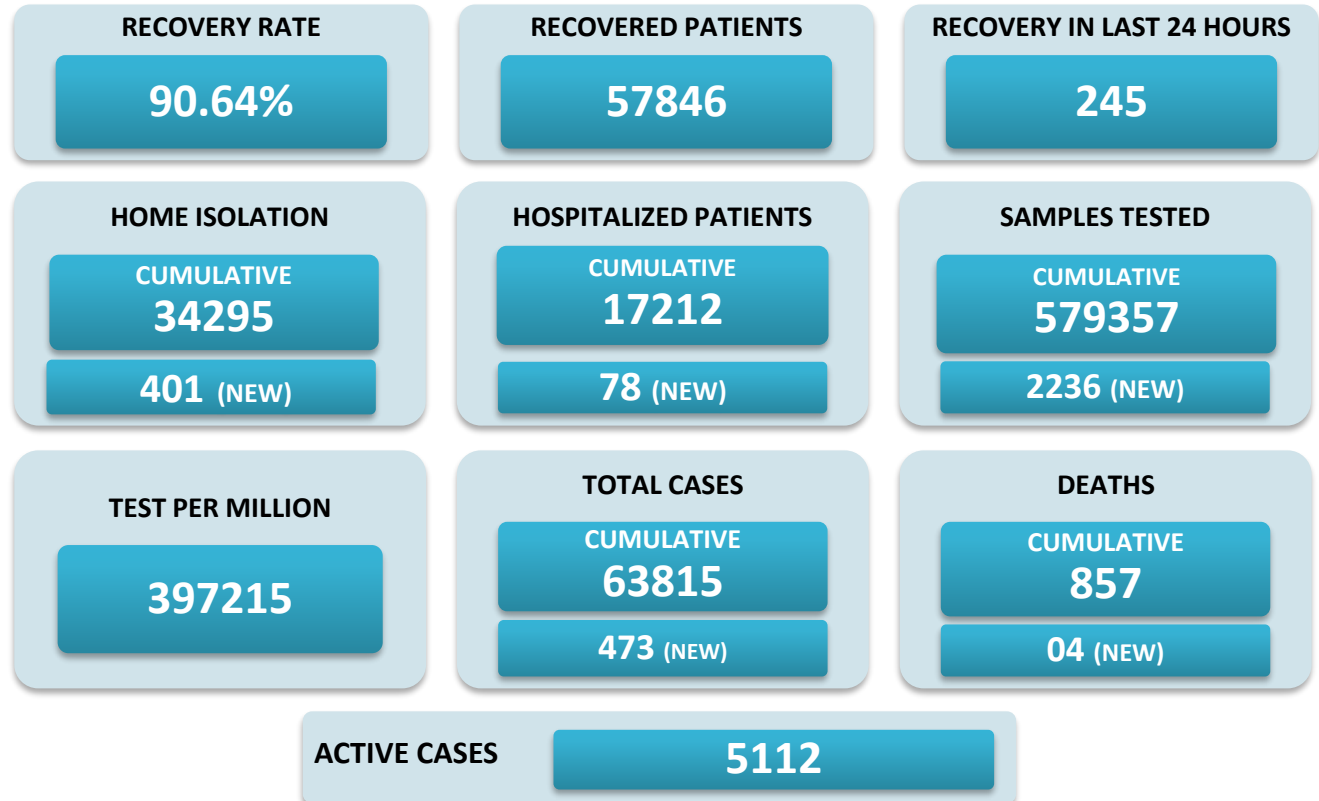 RECOVERY RATE
90.64%
RECOVERED PATIENTS
57846
RECOVERY IN LAST 24 HOURS
245
HOME ISOLATION
CUMULATIVE
34295
401 (NEW)
HOSPITALIZED PATIENTS
CUMULATIVE
17212
78 (NEW)
SAMPLES TESTED
CUMULATIVE
579357
2236 (NEW)
TEST PER MILLION
397215
TOTAL CASES
CUMULATIVE
63815
473 (NEW)
DEATHS
CUMULATIVE
857
04 (NEW)
ACTIVE CASES
5112